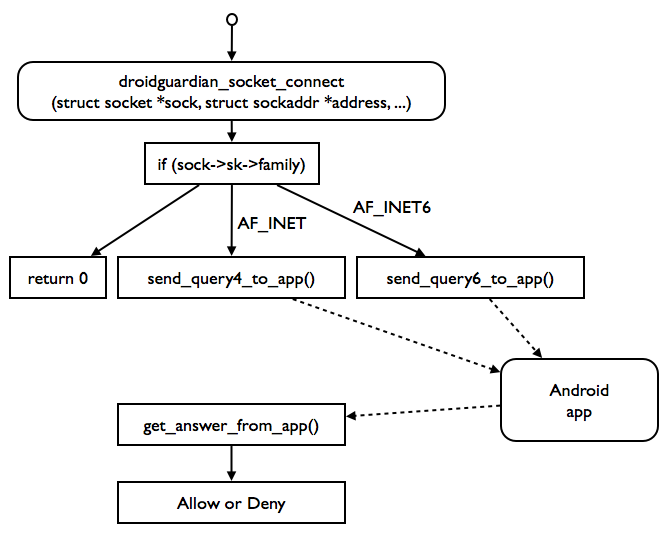 droidguardian_socket_connect
(struct socket *sock, struct sockaddr *address, ...)
if (sock->sk->family)
AF_INET6
AF_INET
return 0
send_query4_to_app()
send_query6_to_app()
Android
app
get_answer_from_app()
Allow or Deny